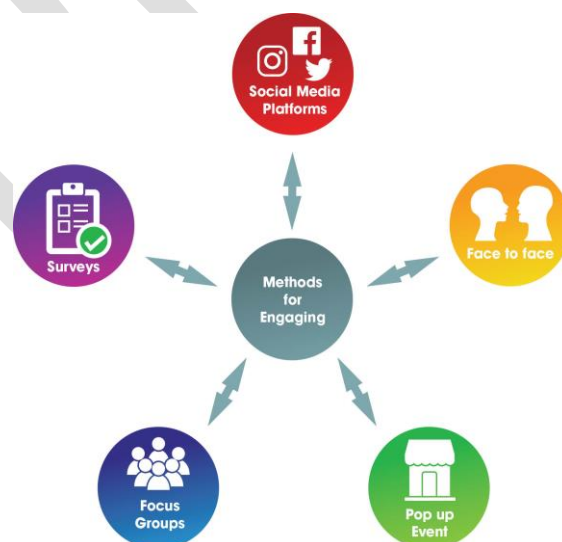 Social Media
Platforms
Surveys
Face to face
Methods
for
Engaging
Focus
Groups
Pop up
Event